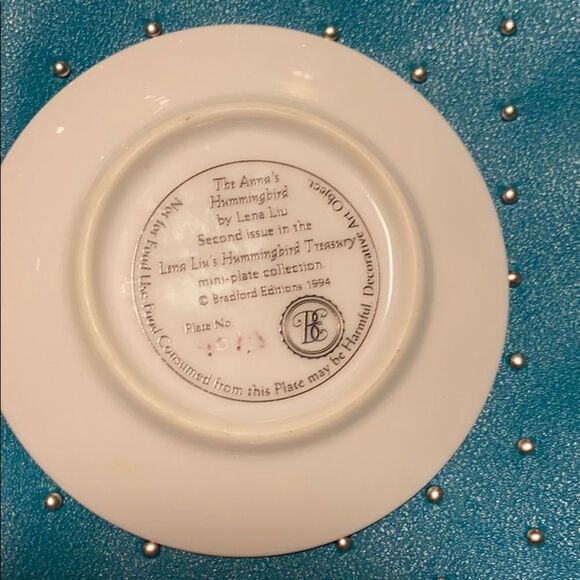 The Anna's
Hummingbird
by Lena Liu
Second issue in the
Lena Liu's Hummingbird Treasury
mini-plate collection.
© Bradford Editions 1994
Plate No.
BE
Not for Food Use. Food Consumed from this Plate may be Harmful. Decorative Art Object.